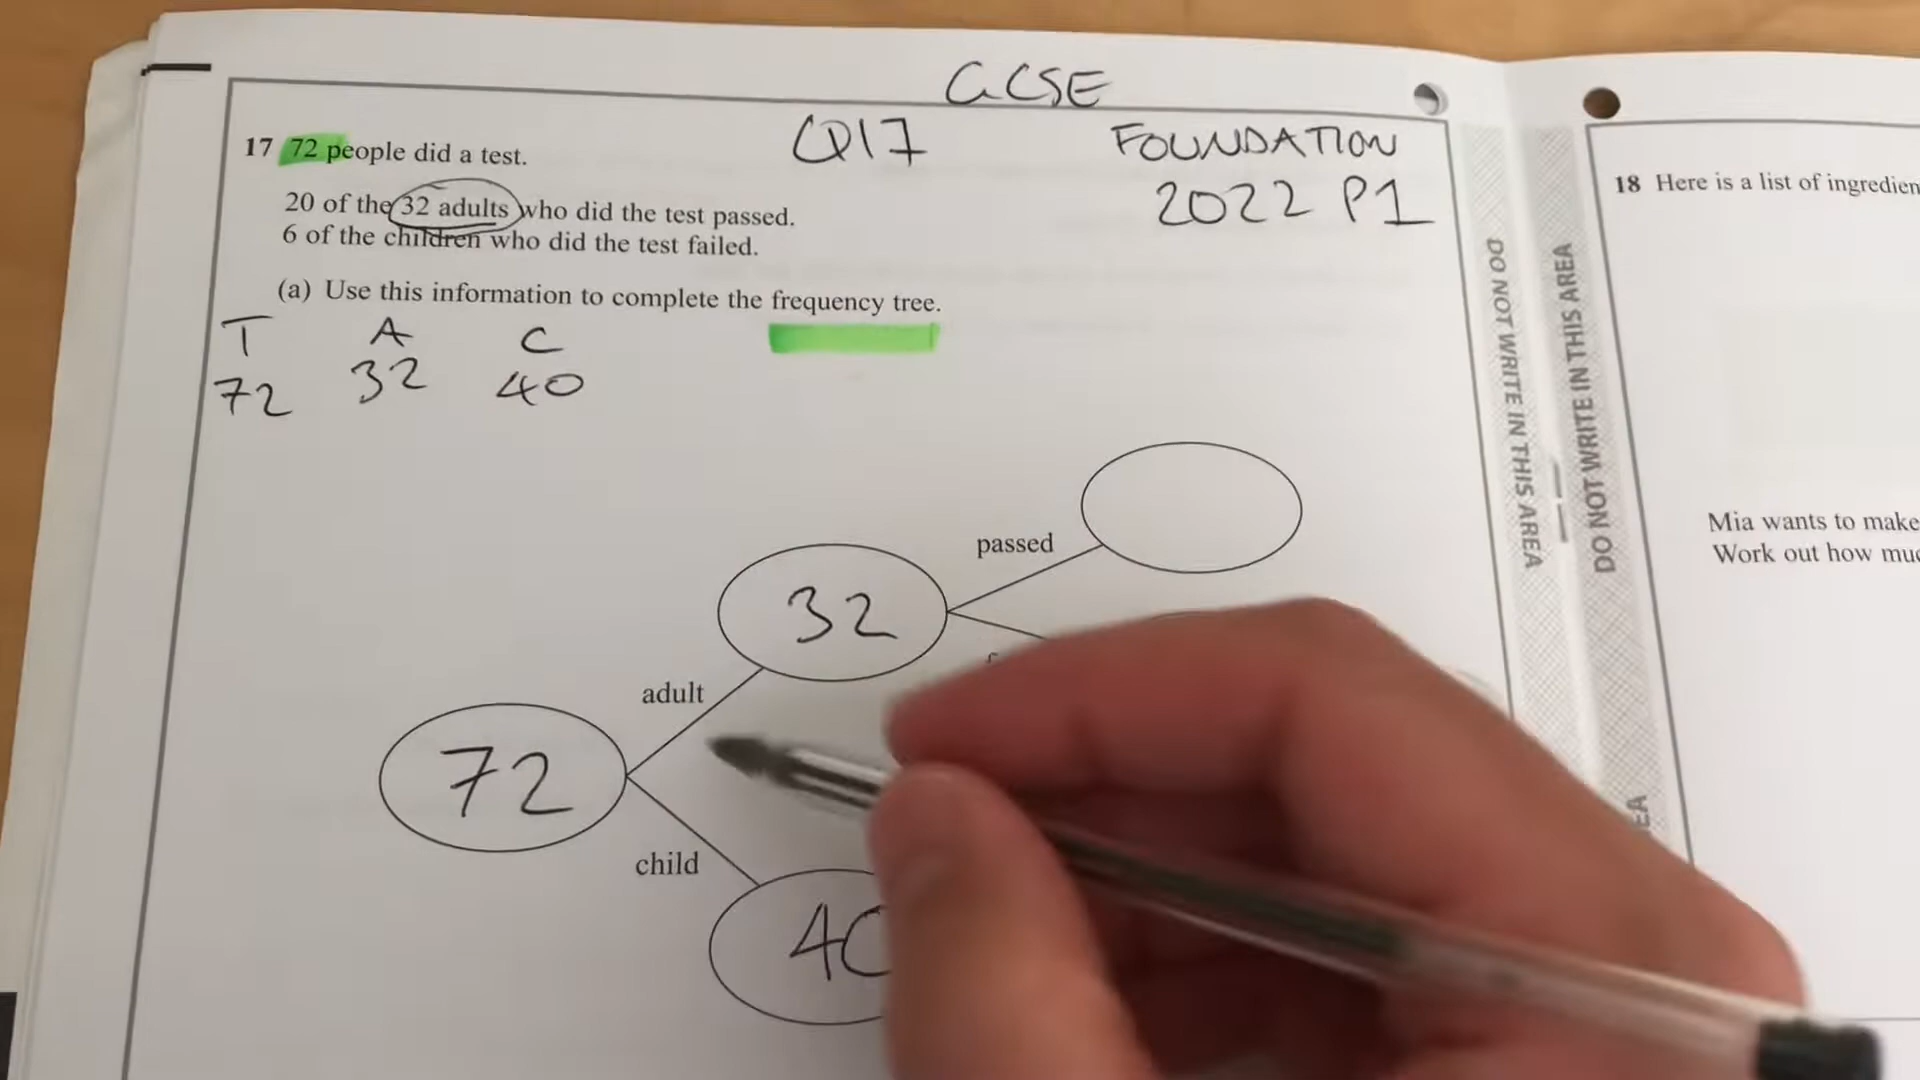 GCSE
Q17
FOUNDATION
2022 P1
17 72 people did a test.
20 of the 32 adults who did the test passed.
6 of the children who did the test failed.
(a) Use this information to complete the frequency tree.
T A C
72 32 40
passed
32
adult
72
child
40
DO NOT WRITE IN THIS AREA
DO NOT WRITE IN THIS AREA
18 Here is a list of
Mia wants to make
Work out how